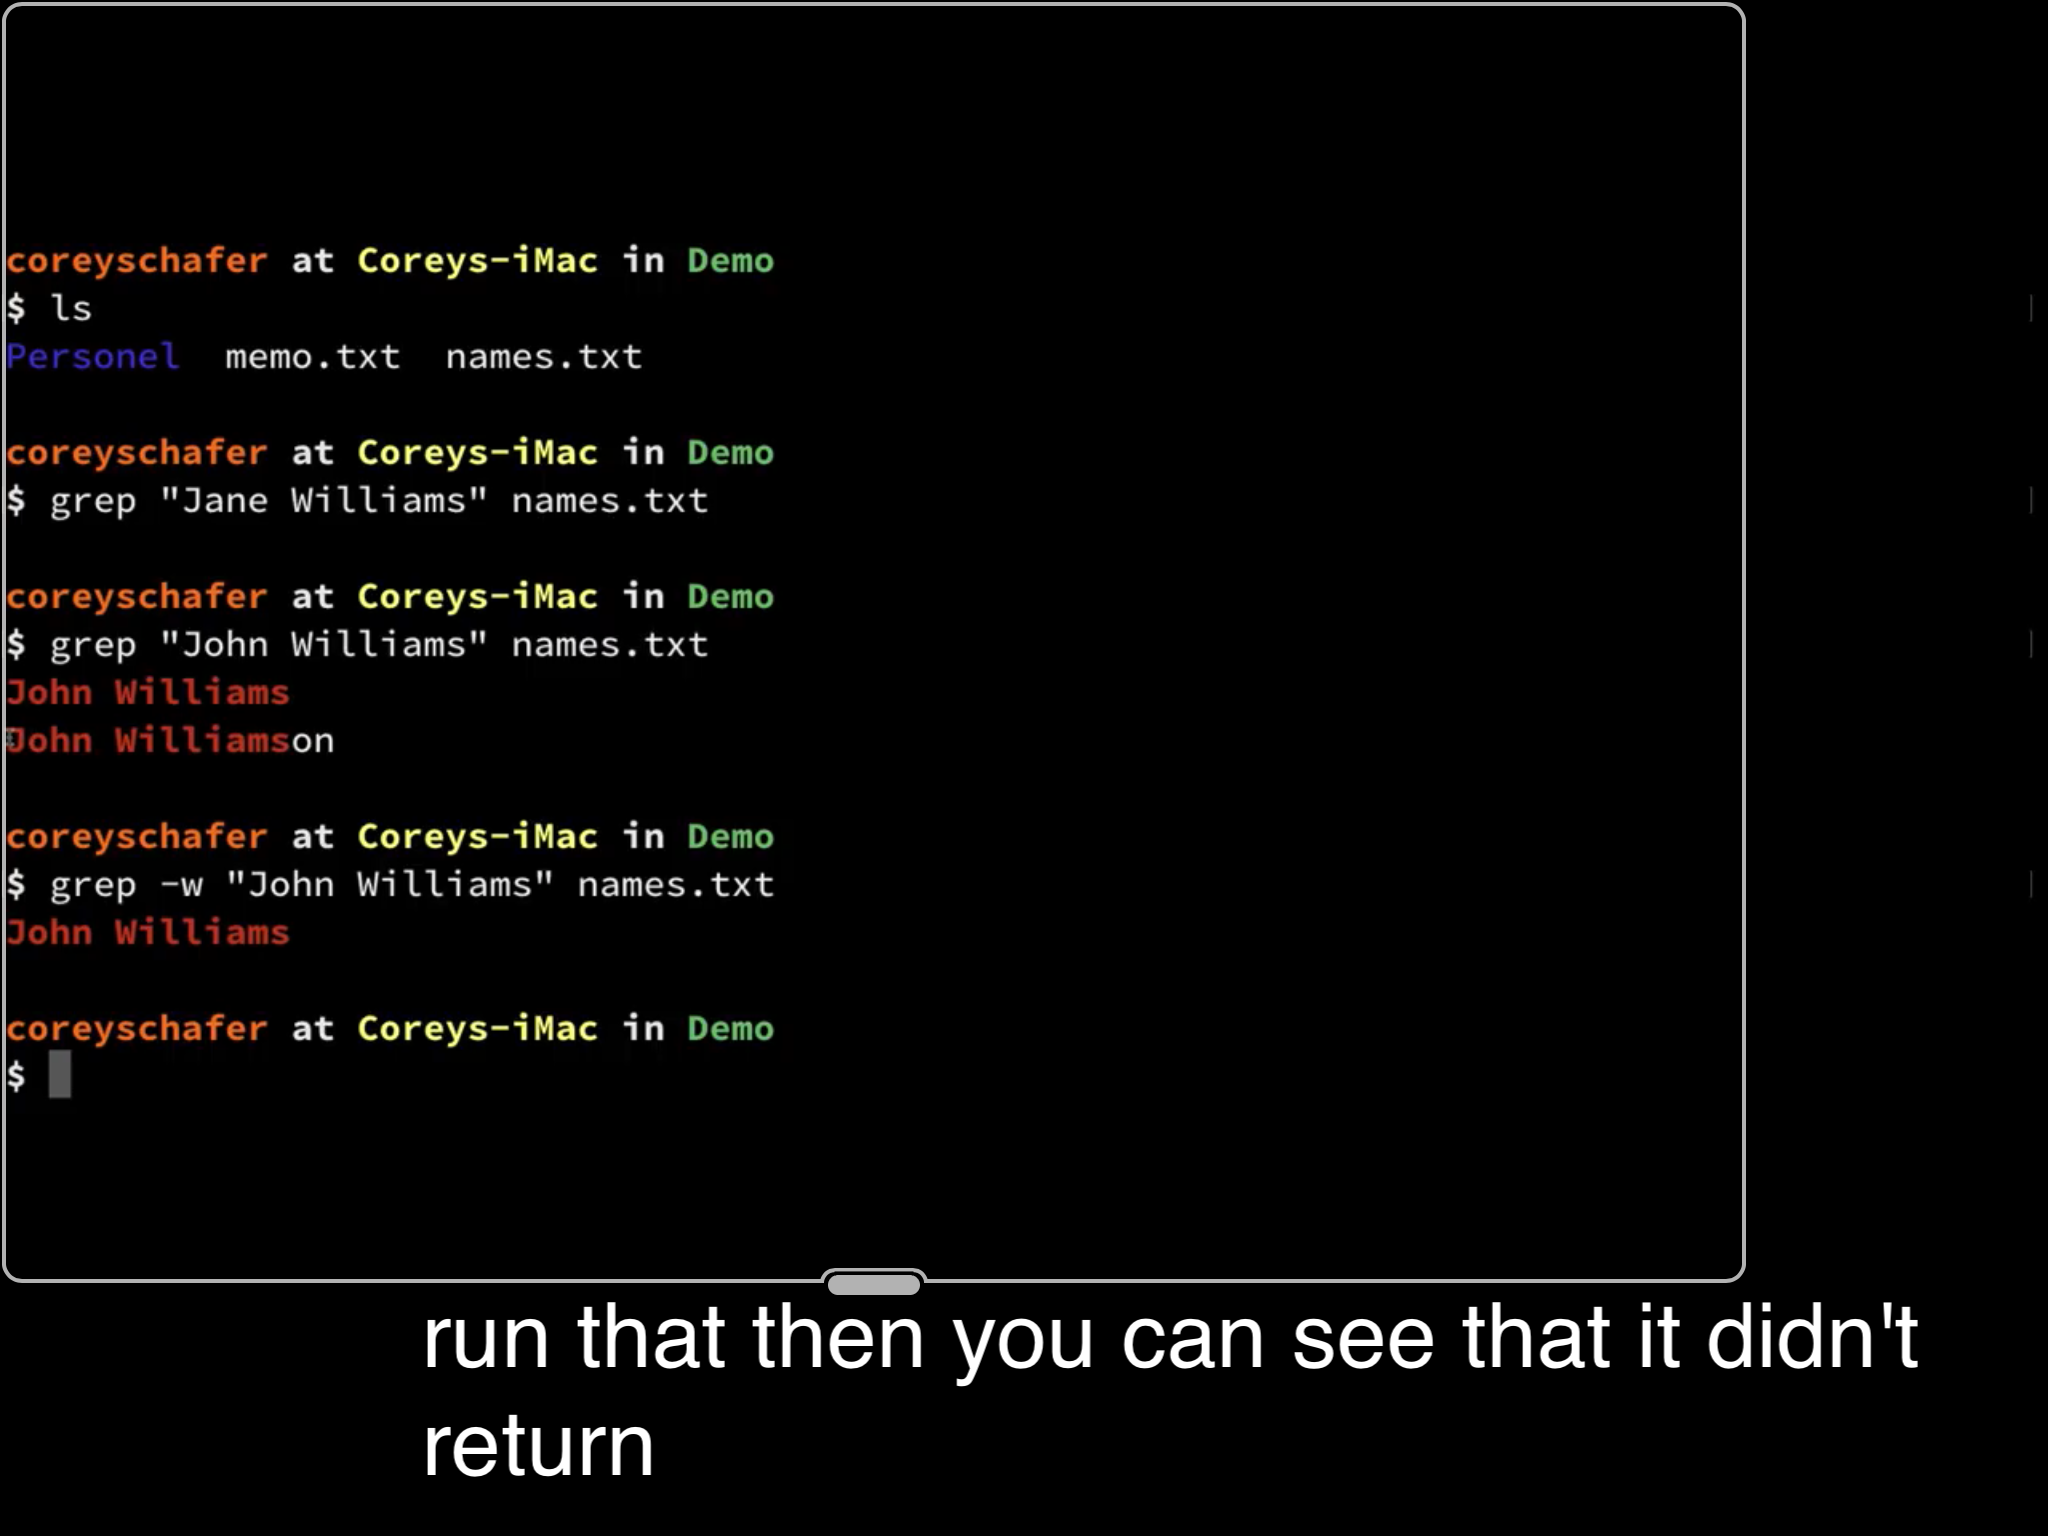 coreyschafer at Coreys-iMac in Demo
$ ls
Personel  memo.txt  names.txt
coreyschafer at Coreys-iMac in Demo
$ grep "Jane Williams" names.txt
coreyschafer at Coreys-iMac in Demo
$ grep "John Williams" names.txt
John Williams
John Williamson
coreyschafer at Coreys-iMac in Demo
$ grep -w "John Williams" names.txt
John Williams
coreyschafer at Coreys-iMac in Demo
$
run that then you can see that it didn't
return